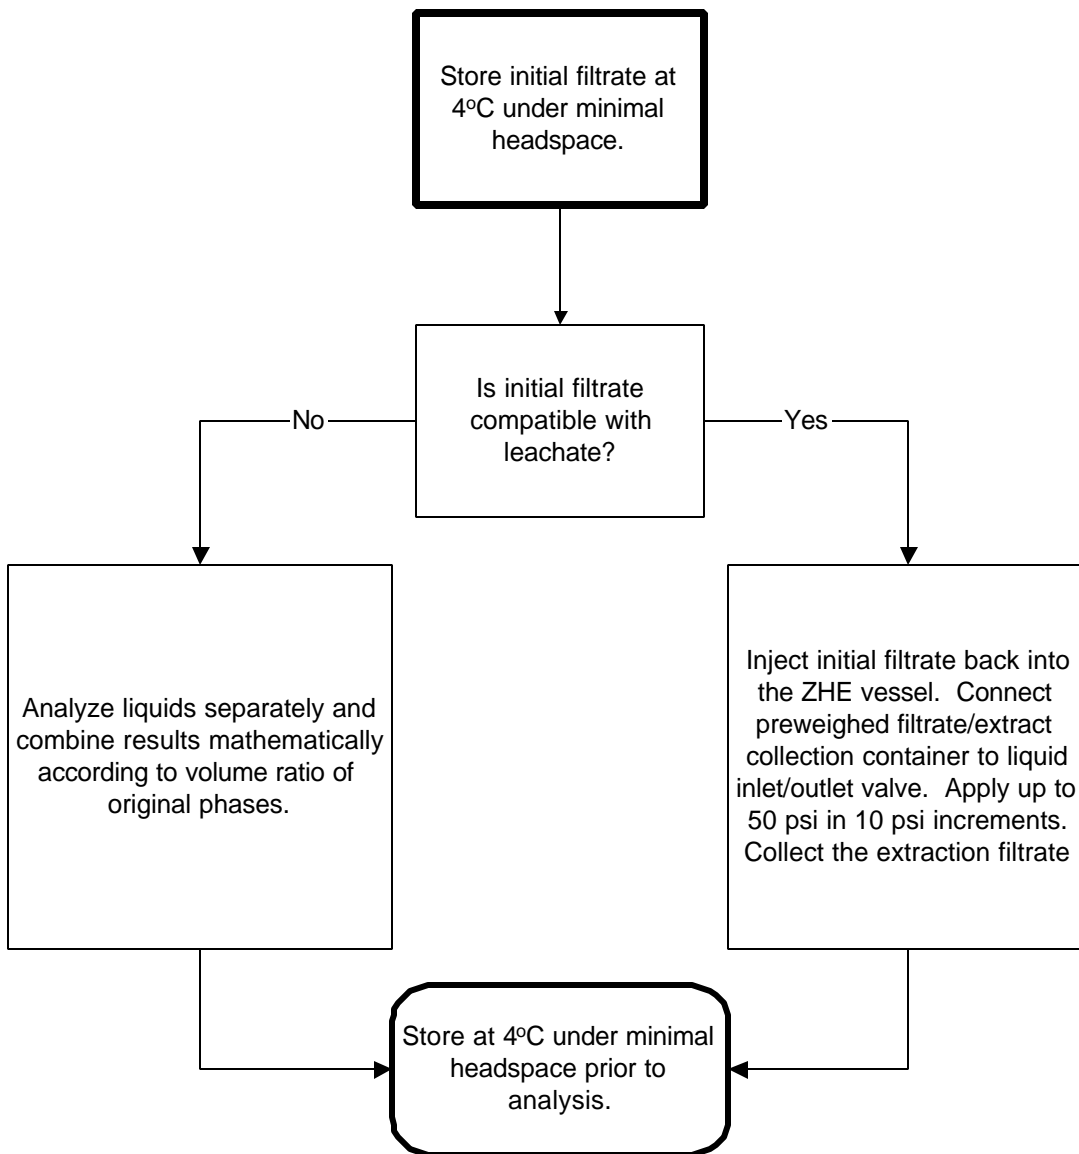 Store initial filtrate at
4ºC under minimal
headspace.
Is initial filtrate
compatible with
leachate?
No
Yes
Analyze liquids separately and
combine results mathematically
according to volume ratio of
original phases.
Inject initial filtrate back into
the ZHE vessel.  Connect
preweighed filtrate/extract
collection container to liquid
inlet/outlet valve.  Apply up to
50 psi in 10 psi increments.
Collect the extraction filtrate
Store at 4ºC under minimal
headspace prior to
analysis.